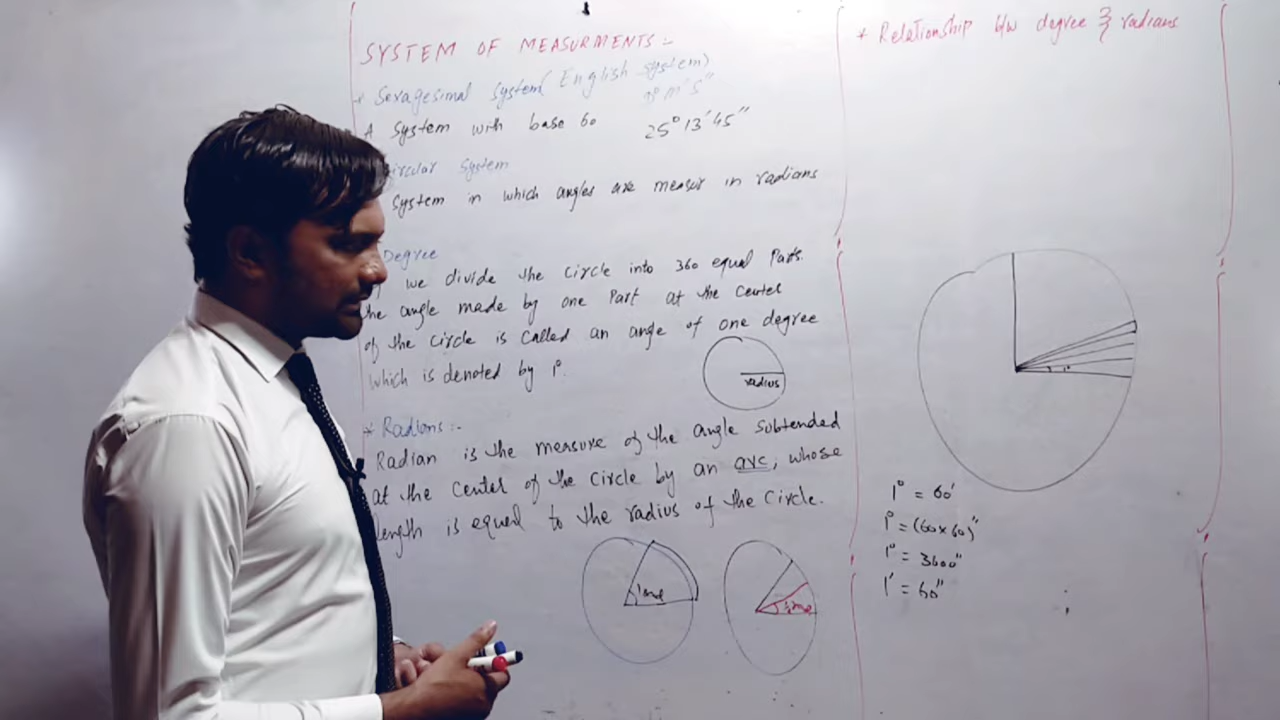 SYSTEM OF MEASURMENTS :-
* Sexagesimal System( English System)
A System with base 60 25° 13' 45"
ircular System
System in which angles are measur in radians
Degree
we divide the circle into 360 equal Parts.
the angle made by one Part at the center
of the circle is called an angle of one degree
which is denoted by 1°.
radius
* Radians :-
Radian is the measure of the angle subtended
at the center of the circle by an arc, whose
length is equal to the radius of the circle.
* Relationship b/w degree & radians
1°
1° = 60'
1° = (60×60)"
1° = 3600"
1' = 60"